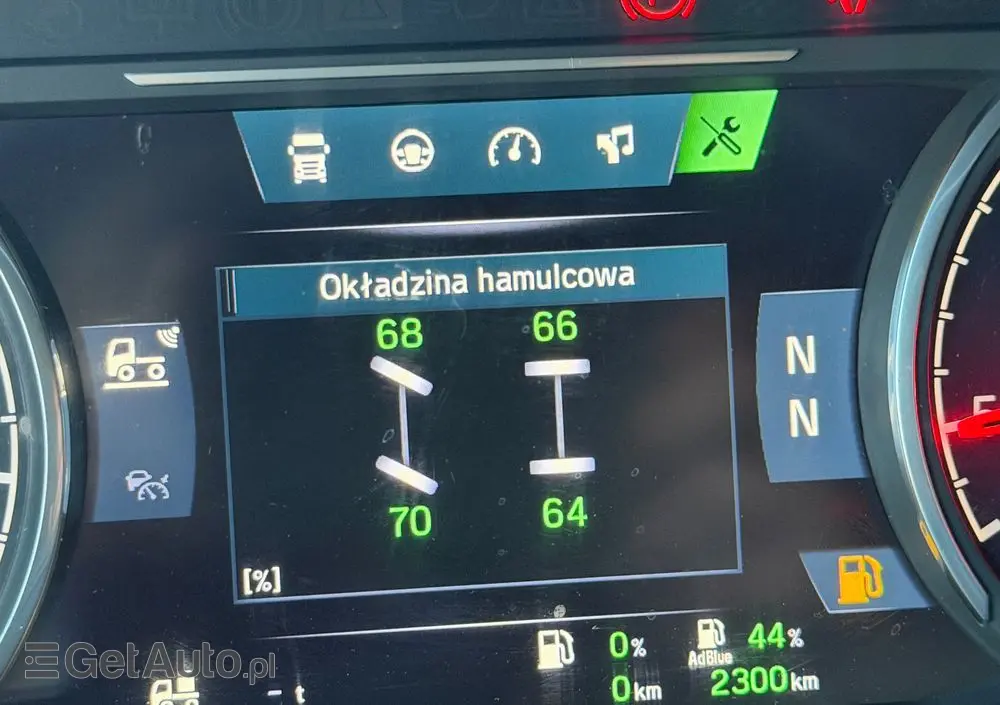 Okładzina hamulcowa
68 66
N
N
70 64
[%]
0% 44%
AdBlue
0km 2300km
- t
GetAuto.pl